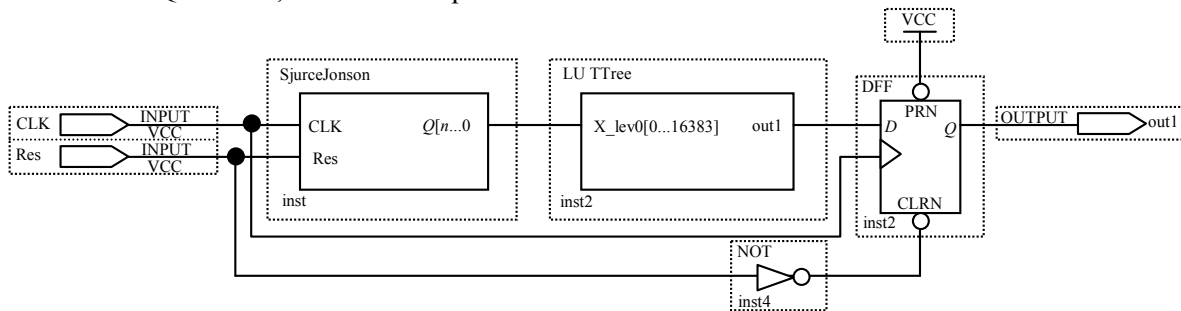 VCC
SjurceJonson
LU TTree
DFF
PRN
CLK
INPUT
VCC
CLK
Q[n...0
X_lev0[0...16383]
out1
D
Q
OUTPUT
out1
Res
INPUT
VCC
Res
inst
inst2
CLRN
inst2
NOT
inst4